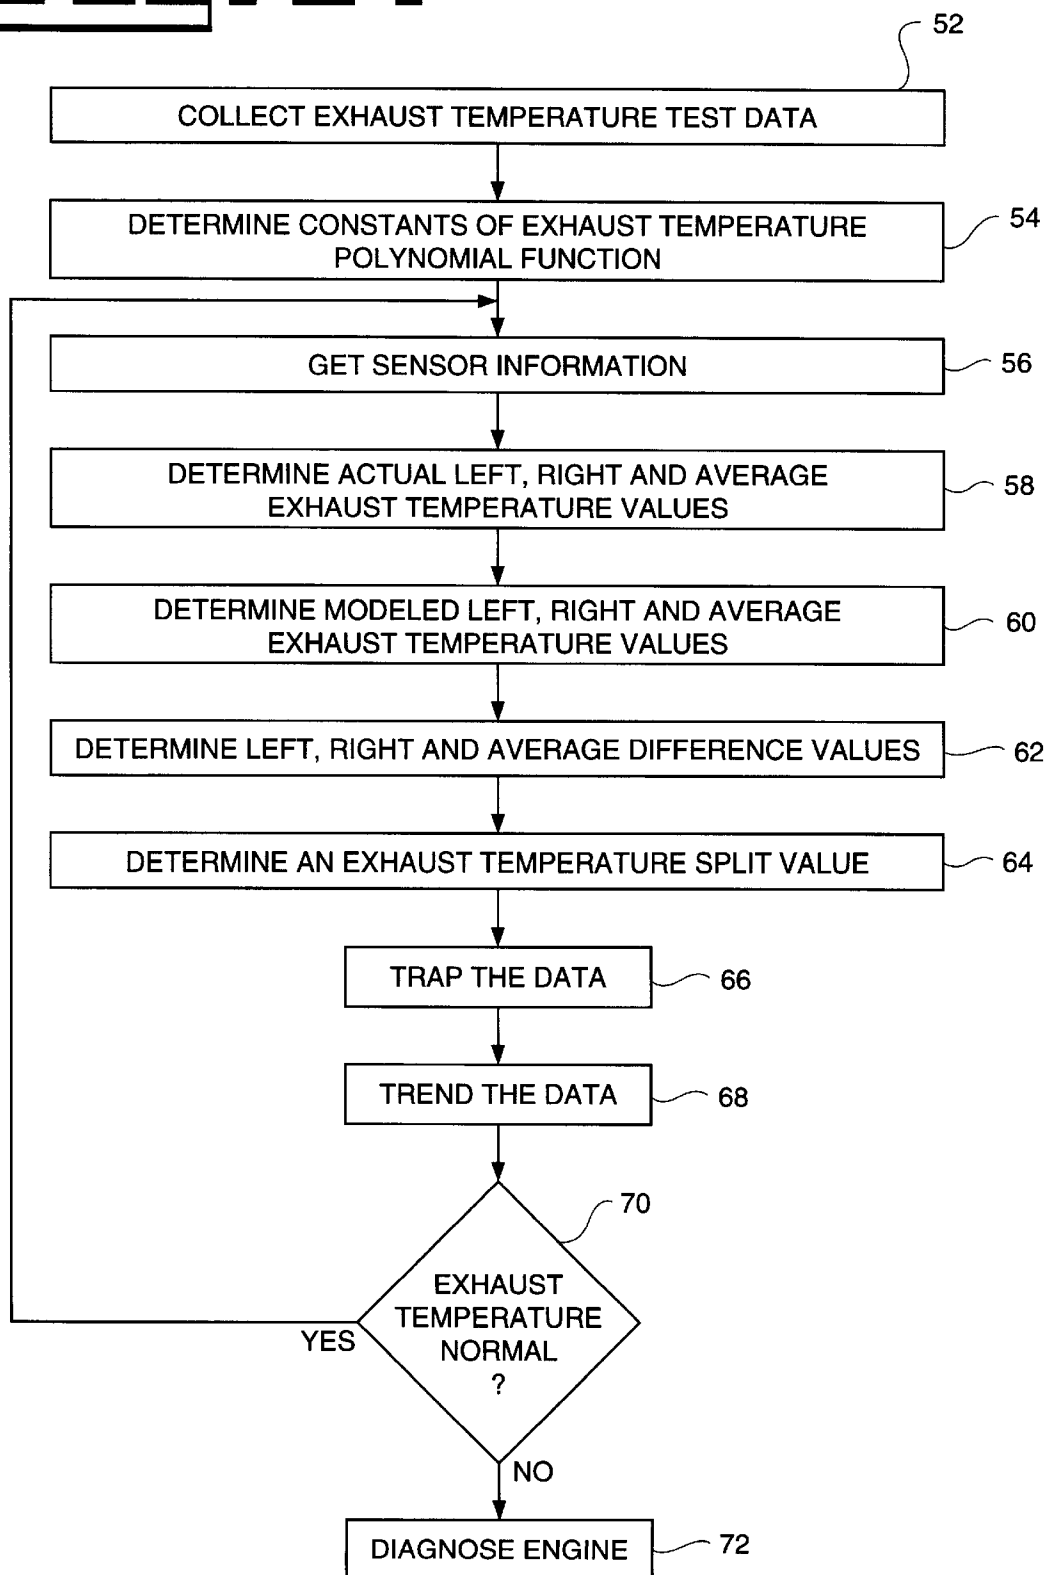 52
COLLECT EXHAUST TEMPERATURE TEST DATA
DETERMINE CONSTANTS OF EXHAUST TEMPERATURE
POLYNOMIAL FUNCTION
54
GET SENSOR INFORMATION
56
DETERMINE ACTUAL LEFT, RIGHT AND AVERAGE
EXHAUST TEMPERATURE VALUES
58
DETERMINE MODELED LEFT, RIGHT AND AVERAGE
EXHAUST TEMPERATURE VALUES
60
DETERMINE LEFT, RIGHT AND AVERAGE DIFFERENCE VALUES
62
DETERMINE AN EXHAUST TEMPERATURE SPLIT VALUE
64
TRAP THE DATA
66
TREND THE DATA
68
70
EXHAUST
TEMPERATURE
NORMAL
?
YES
NO
DIAGNOSE ENGINE
72